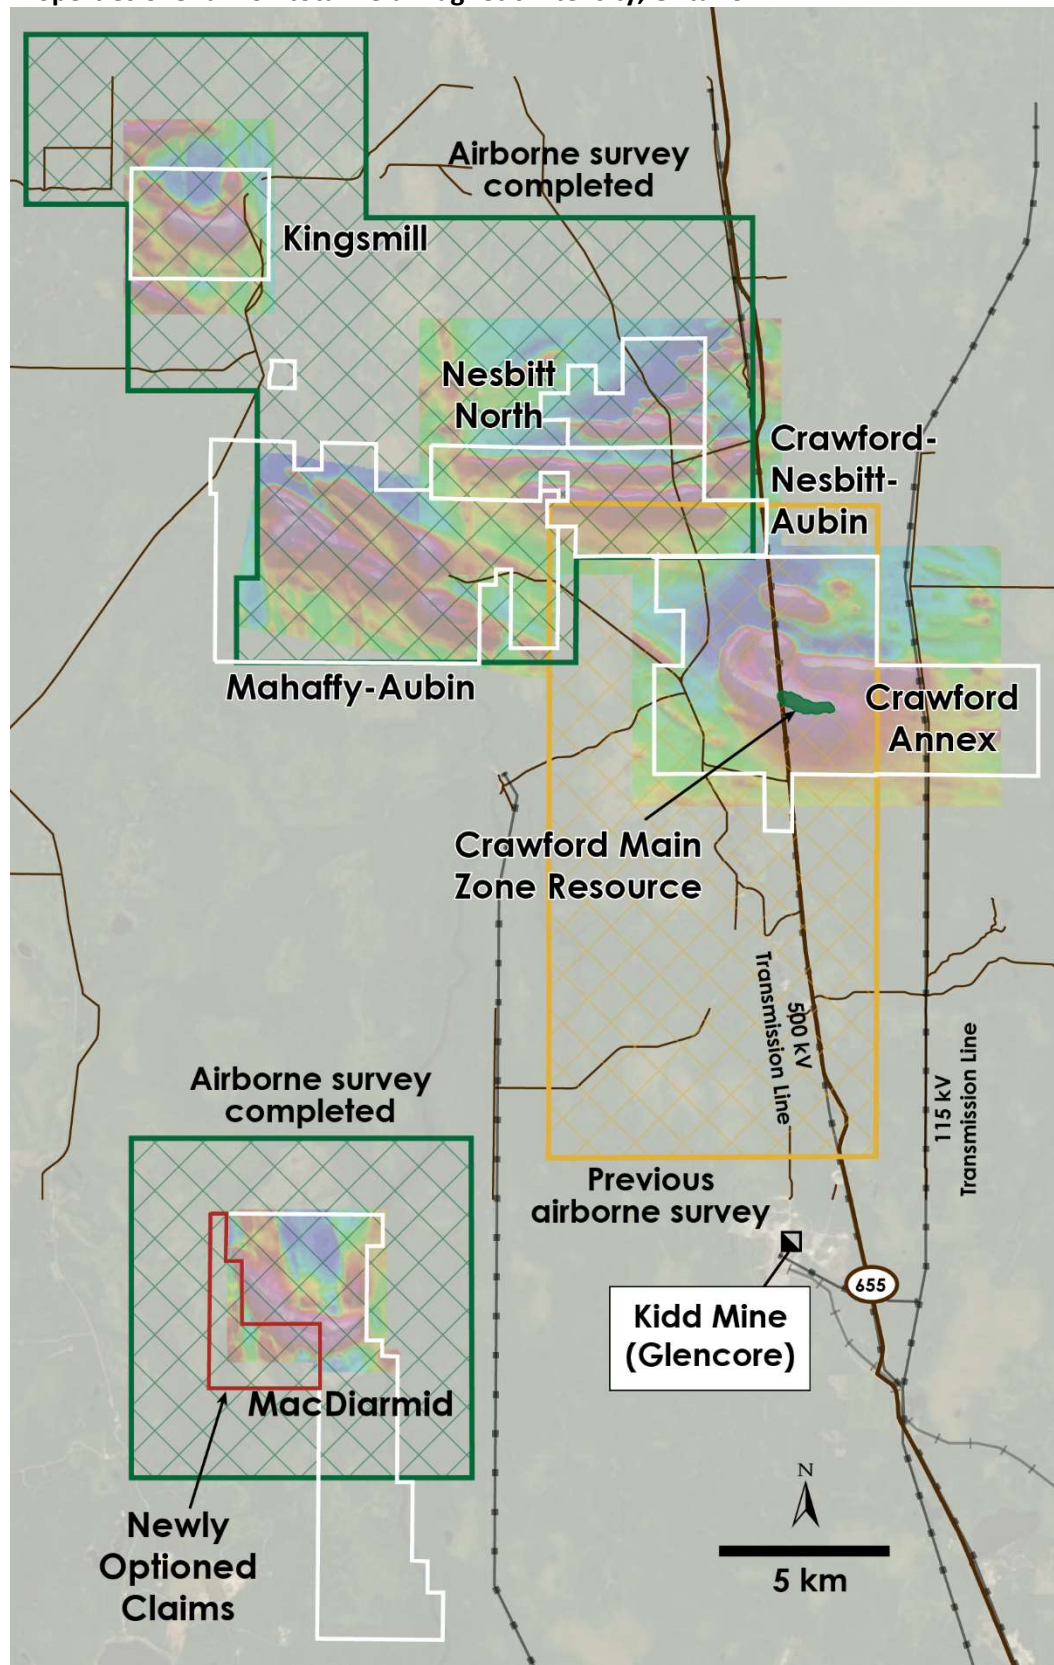 Airborne survey
completed
Kingsmill
Nesbitt
North
Crawford-
Nesbitt-
Aubin
Mahaffy-Aubin
Crawford
Annex
Crawford Main
Zone Resource
500 kV
Transmission Line
115 kV
Transmission Line
Airborne survey
completed
Previous
airborne survey
655
Kidd Mine
(Glencore)
MacDiarmid
Newly
Optioned
Claims
N
5 km